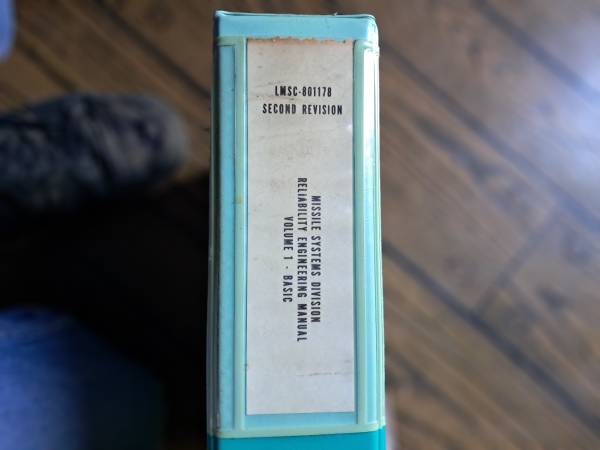 LMSC-801178
SECOND REVISION
MISSILE SYSTEMS DIVISION
RELIABILITY ENGINEERING MANUAL
VOLUME 1 - BASIC